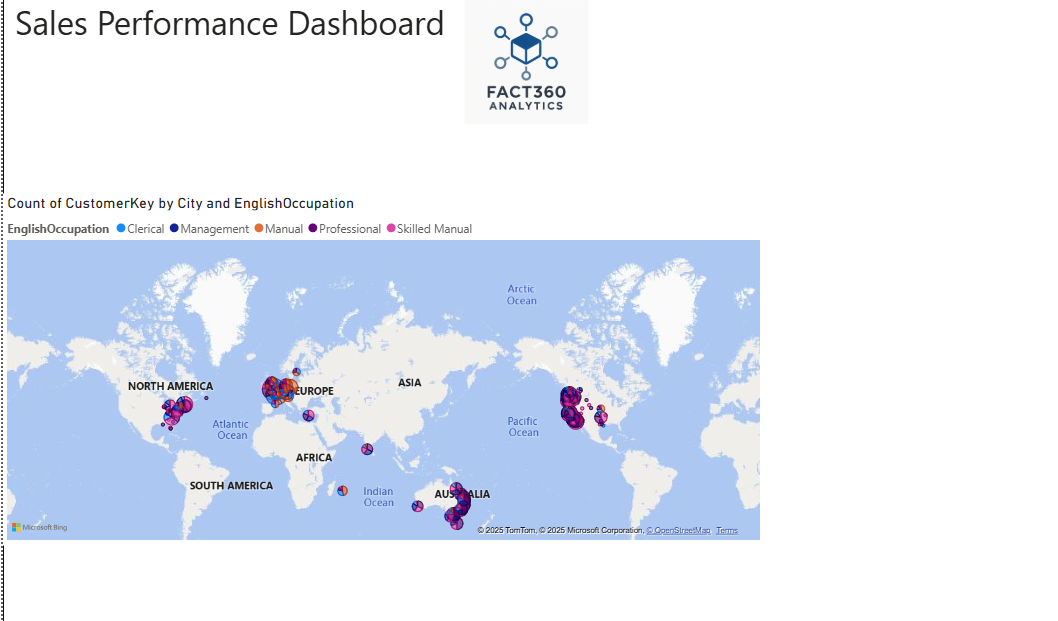 Sales Performance Dashboard
FACT360
ANALYTICS
Count of CustomerKey by City and EnglishOccupation
EnglishOccupation Clerical Management Manual Professional Skilled Manual
Arctic
Ocean
NORTH AMERICA
EUROPE
ASIA
Atlantic
Ocean
Pacific
Ocean
AFRICA
SOUTH AMERICA
Indian
Ocean
AUS ALIA
Microsoft Bing
© 2025 TomTom, © 2025 Microsoft Corporation, © OpenStreetMap Terms